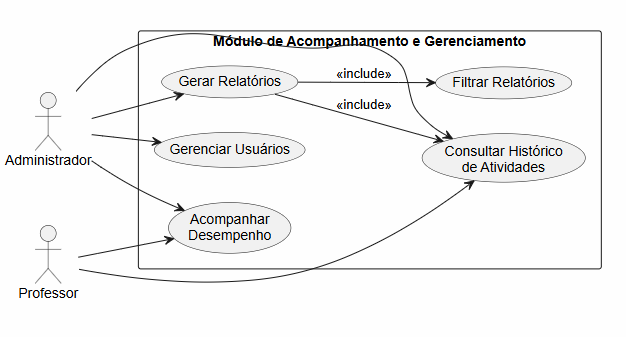 Módulo de Acompanhamento e Gerenciamento
Gerar Relatórios
«include»
Filtrar Relatórios
«include»
Administrador
Gerenciar Usuários
Consultar Histórico
de Atividades
Acompanhar
Desempenho
Professor